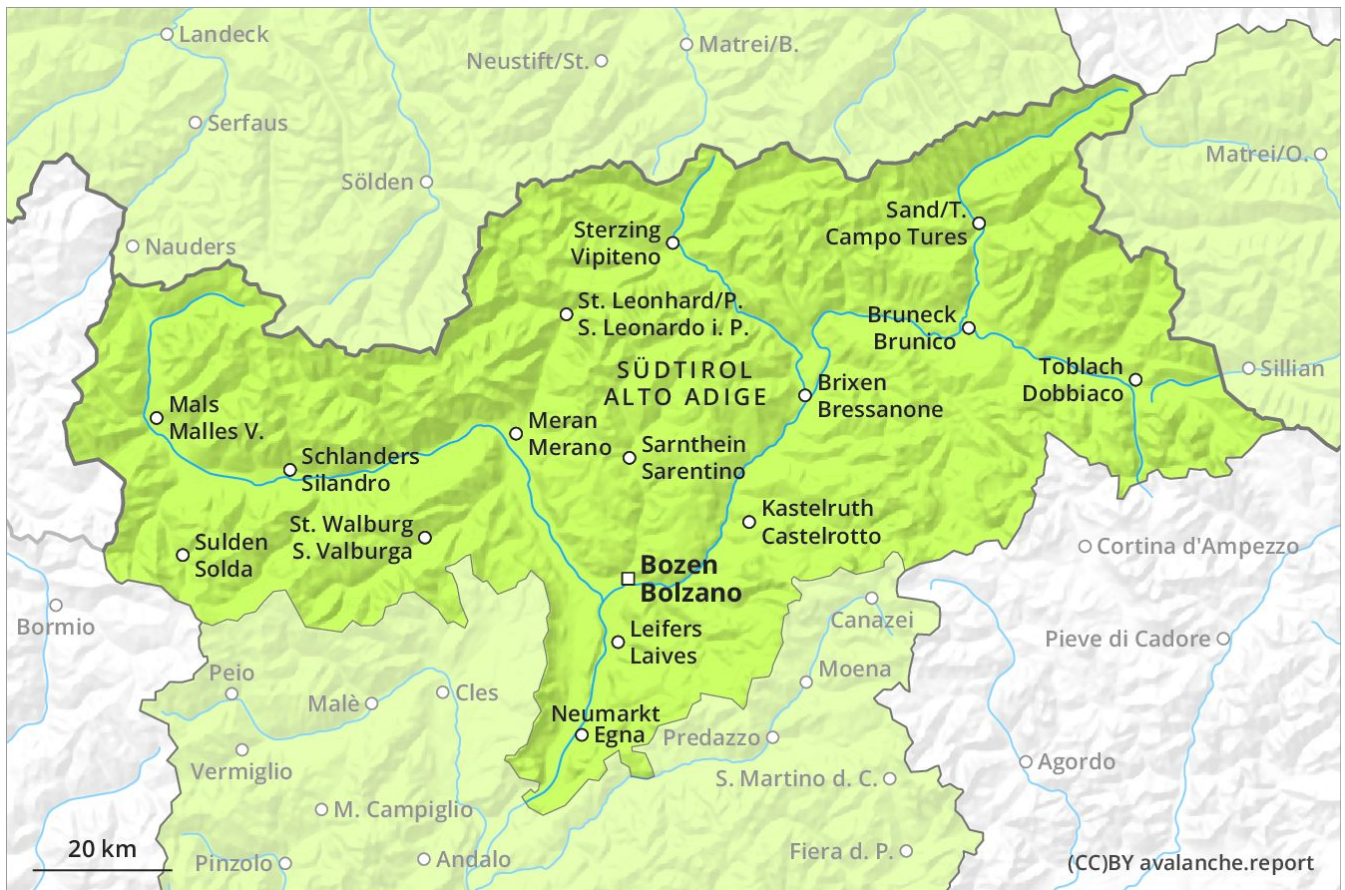 Landeck
Neustift/St.
Matrei/B.
Serfaus
Matrei/O.
Sölden
Sand/T.
Campo Tures
Sterzing
Vipiteno
Nauders
St. Leonhard/P.
S. Leonardo i. P.
Bruneck
Brunico
SÜDTIROL
ALTO ADIGE
Toblach
Dobbiaco
Sillian
Brixen
Bressanone
Mals
Malles V.
Meran
Merano
Sarnthein
Sarentino
Schlanders
Silandro
Kastelruth
Castelrotto
St. Walburg
S. Valburga
Sulden
Solda
Cortina d'Ampezzo
Bozen
Bolzano
Bormio
Canazei
Leifers
Laives
Pieve di Cadore
Peio
Moena
Malè
Cles
Neumarkt
Egna
Predazzo
Vermiglio
Agordo
S. Martino d. C.
M. Campiglio
20 km
Pinzolo
Andalo
Fiera d. P.
(CC)BY avalanche.report